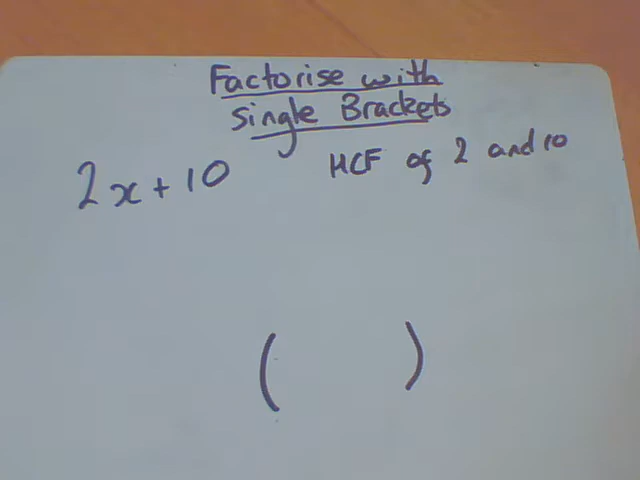 Factorise with
single Brackets
2x + 10
HCF of 2 and 10
(     )